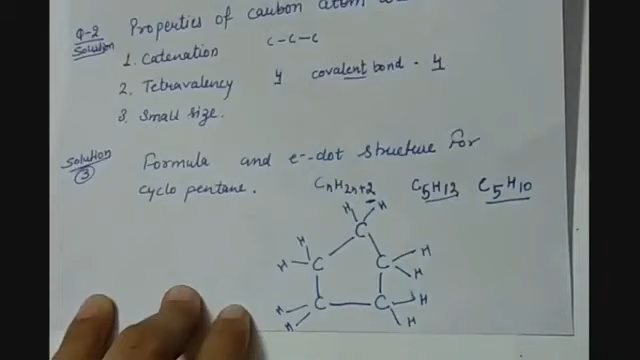 Q-2 Properties of carbon atom
Solution
1. Catenation C-C-C
2. Tetravalency 4 covalent bond - 4
3. Small size.
Solution
③
Formula and e–-dot structure for
cyclo pentane. CnH2n+2 C5H12 C5H10
H H
C
H
H C C H
H
H C C H
H H